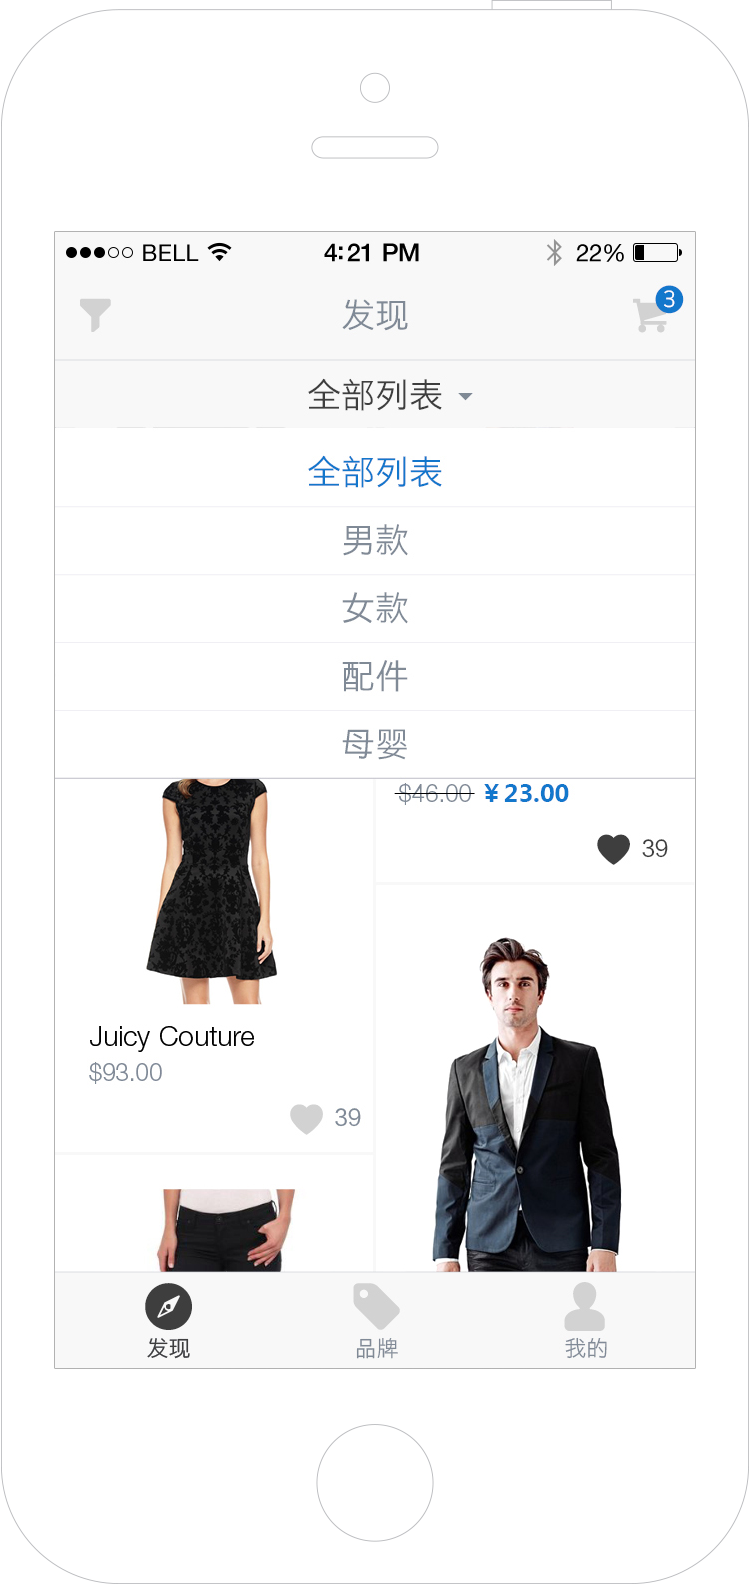 BELL 4:21 PM 22%
发现 3
全部列表
全部列表
男款
女款
配件
母婴
$46.00 ¥23.00
39
Juicy Couture
$93.00
39
发现 品牌 我的